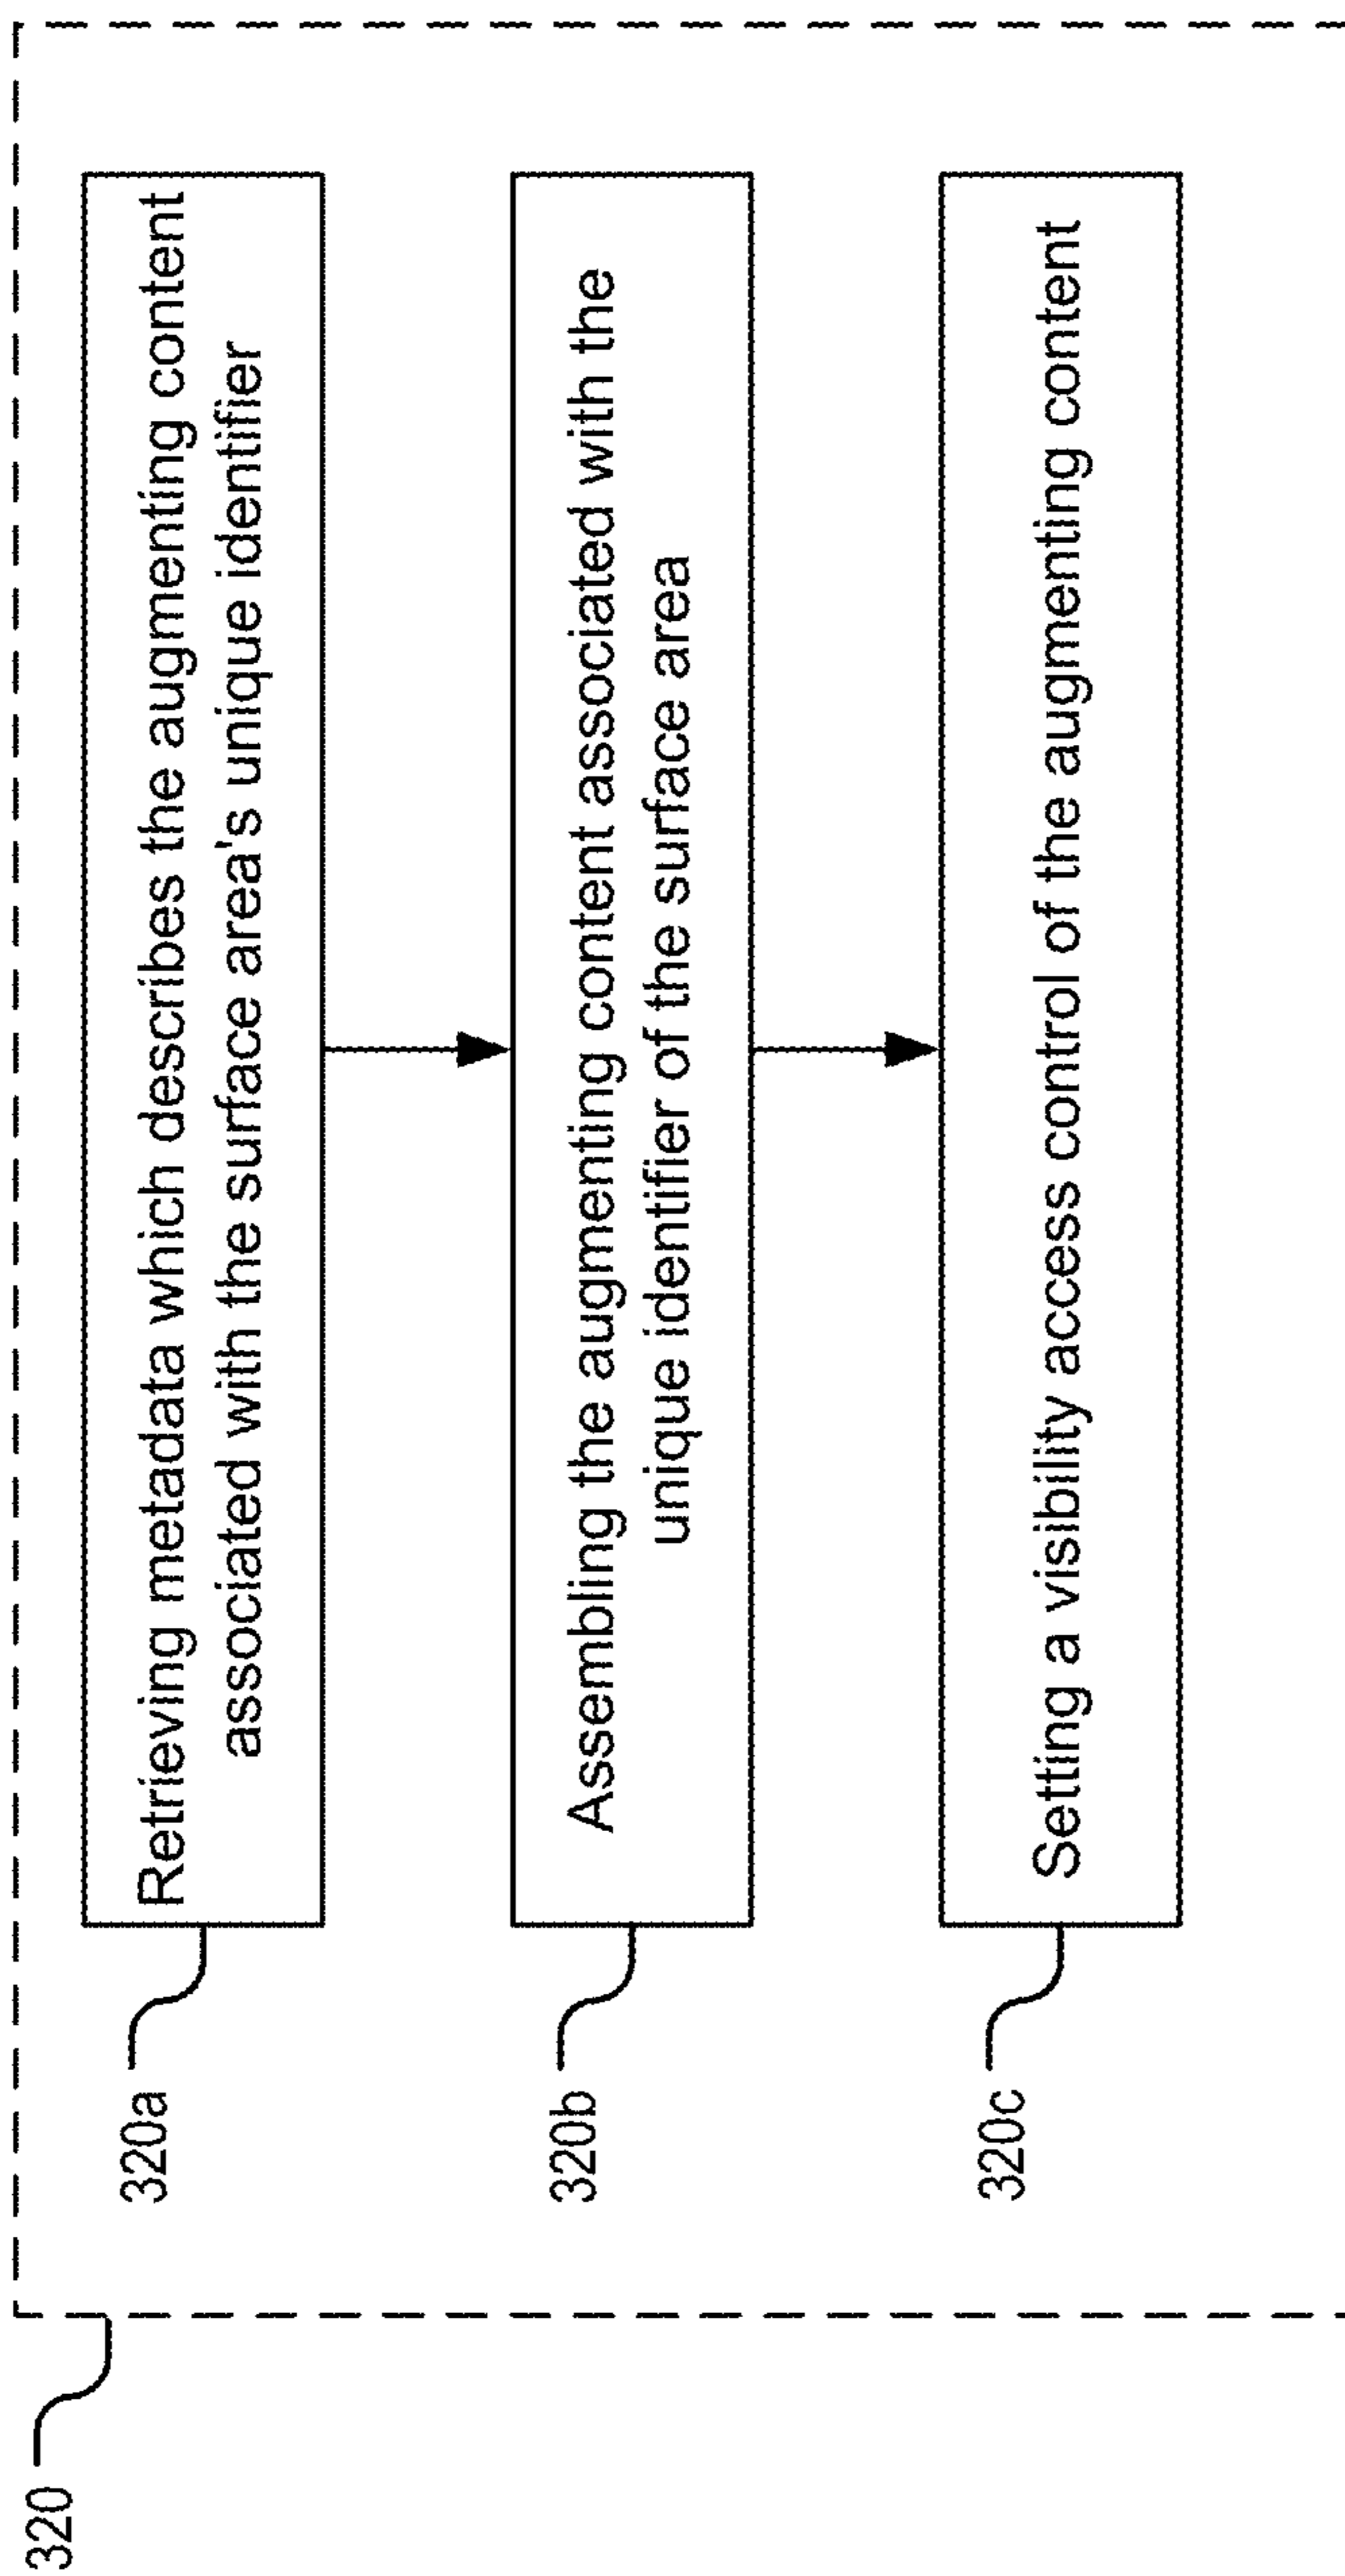 320
320a
Retrieving metadata which describes the augmenting content
associated with the surface area's unique identifier
320b
Assembling the augmenting content associated with the
unique identifier of the surface area
320c
Setting a visibility access control of the augmenting content